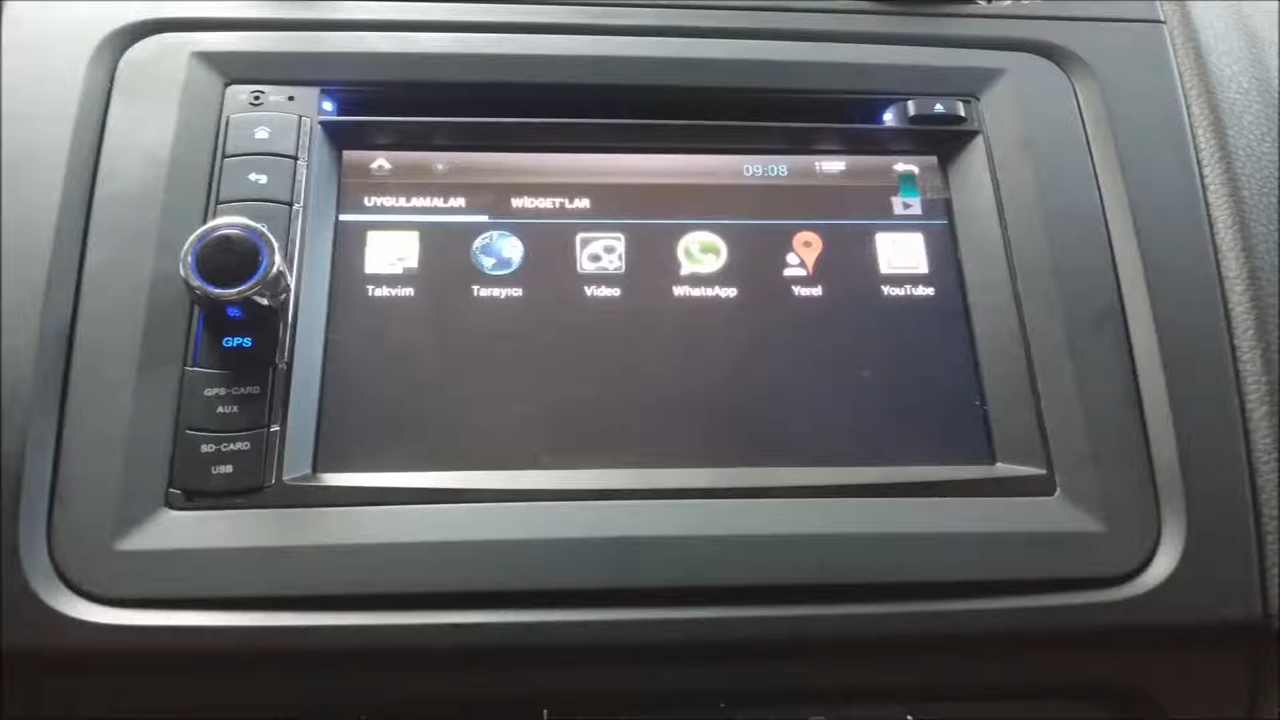 09:08
UYGULAMALAR WİDGET'LAR
Takvim Tarayıcı Video WhatsApp Yerel YouTube
GPS
GPS-CARD
AUX
SD-CARD
USB